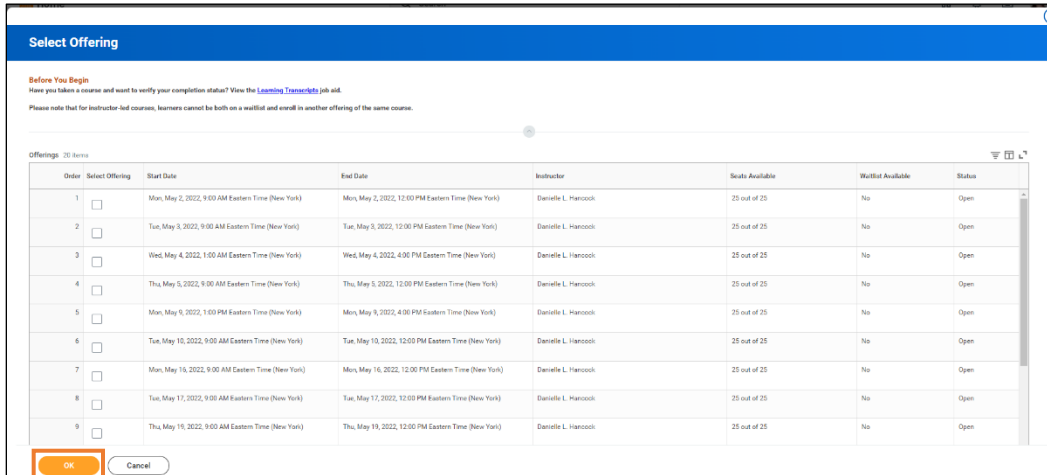 Select Offering
Before You Begin
Have you taken a course and want to verify your completion status? View the Learning Transcripts job aid.
Please note that for instructor-led courses, learners cannot be both on a waitlist and enroll in another offering of the same course.
Offerings 20 items
Order Select Offering Start Date End Date Instructor Seats Available Waitlist Available Status
1 Mon, May 2, 2022, 9:00 AM Eastern Time (New York) Mon, May 2, 2022, 12:00 PM Eastern Time (New York) Danielle L. Hancock 25 out of 25 No Open
2 Tue, May 3, 2022, 9:00 AM Eastern Time (New York) Tue, May 3, 2022, 12:00 PM Eastern Time (New York) Danielle L. Hancock 25 out of 25 No Open
3 Wed, May 4, 2022, 1:00 AM Eastern Time (New York) Wed, May 4, 2022, 4:00 PM Eastern Time (New York) Danielle L. Hancock 25 out of 25 No Open
4 Thu, May 5, 2022, 9:00 AM Eastern Time (New York) Thu, May 5, 2022, 12:00 PM Eastern Time (New York) Danielle L. Hancock 25 out of 25 No Open
5 Mon, May 9, 2022, 1:00 PM Eastern Time (New York) Mon, May 9, 2022, 4:00 PM Eastern Time (New York) Danielle L. Hancock 25 out of 25 No Open
6 Tue, May 10, 2022, 9:00 AM Eastern Time (New York) Tue, May 10, 2022, 12:00 PM Eastern Time (New York) Danielle L. Hancock 25 out of 25 No Open
7 Mon, May 16, 2022, 9:00 AM Eastern Time (New York) Mon, May 16, 2022, 12:00 PM Eastern Time (New York) Danielle L. Hancock 25 out of 25 No Open
8 Tue, May 17, 2022, 9:00 AM Eastern Time (New York) Tue, May 17, 2022, 12:00 PM Eastern Time (New York) Danielle L. Hancock 25 out of 25 No Open
9 Thu, May 19, 2022, 9:00 AM Eastern Time (New York) Thu, May 19, 2022, 12:00 PM Eastern Time (New York) Danielle L. Hancock 25 out of 25 No Open
OK Cancel